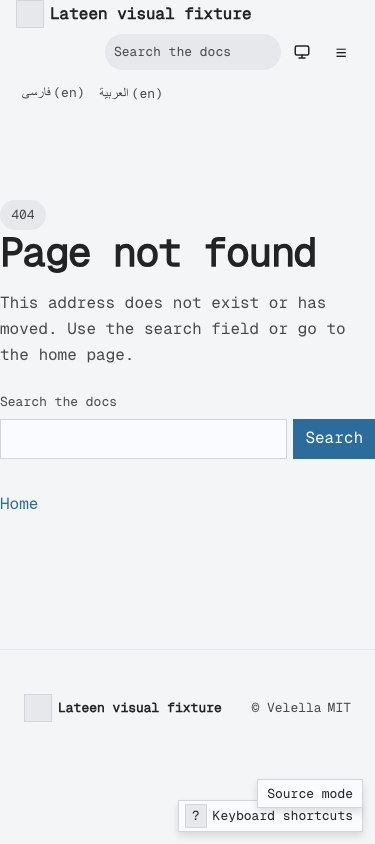 Lateen visual fixture
Search the docs
≡
فارسی (en) العربية (en)
404
Page not found
This address does not exist or has
moved. Use the search field or go to
the home page.
Search the docs
Search
Home
Lateen visual fixture © Velella MIT
Source mode
? Keyboard shortcuts